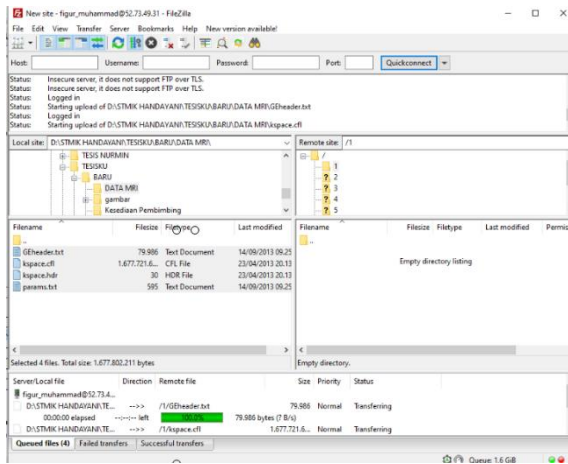 New site - figur_muhammad@52.73.49.31 - FileZilla
File Edit View Transfer Server Bookmarks Help New version available!
Host: Username: Password: Port: Quickconnect
Status: Insecure server, it does not support FTP over TLS.
Status: Insecure server, it does not support FTP over TLS.
Status: Logged in
Status: Starting upload of D:\STMIK HANDAYANI\TESISKU\BARU\DATA MRI\GEheader.txt
Status: Logged in
Status: Starting upload of D:\STMIK HANDAYANI\TESISKU\BARU\DATA MRI\kspace.cfl
Local site: D:\STMIK HANDAYANI\TESISKU\BARU\DATA MRI\
Remote site: /1
TESIS NURMIN
TESISKU
BARU
DATA MRI
gambar
Kesediaan Pembimbing
/
1
? 2
? 3
? 4
? 5
Filename Filesize Filetype Last modified
..
GEheader.txt 79.986 Text Document 14/09/2013 09.25
kspace.cfl 1.677.721.6... CFL File 23/04/2013 20.13
kspace.hdr 30 HDR File 23/04/2013 20.13
params.txt 595 Text Document 14/09/2013 09.25
Selected 4 files. Total size: 1.677.802.211 bytes
Filename Filesize Filetype Last modified Permis
..
Empty directory listing
Empty directory.
Server/Local file Direction Remote file Size Priority Status
figur_muhammad@52.73.4...
D:\STMIK HANDAYANI\TE... -->> /1/GEheader.txt 79.986 Normal Transferring
00:00:00 elapsed --:--:-- left 100.0% 79.986 bytes (? B/s)
D:\STMIK HANDAYANI\TE... -->> /1/kspace.cfl 1.677.721... Normal Transferring
Queued files (4) Failed transfers Successful transfers
Queue: 1.6 GiB